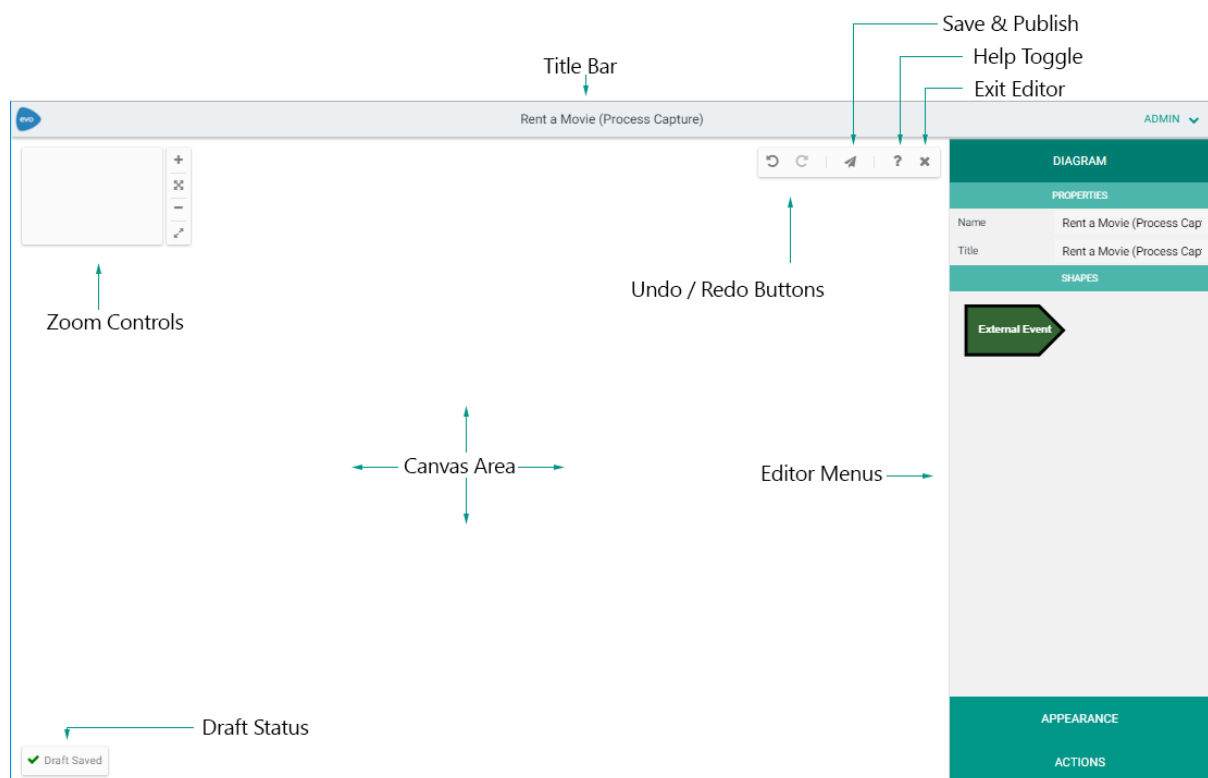 Save & Publish
Help Toggle
Title Bar
Exit Editor
evo
Rent a Movie (Process Capture)
ADMIN
DIAGRAM
PROPERTIES
Name Rent a Movie (Process Cap
Title Rent a Movie (Process Cap
SHAPES
Undo / Redo Buttons
Zoom Controls
External Event
Canvas Area
Editor Menus
Draft Status
Draft Saved
APPEARANCE
ACTIONS